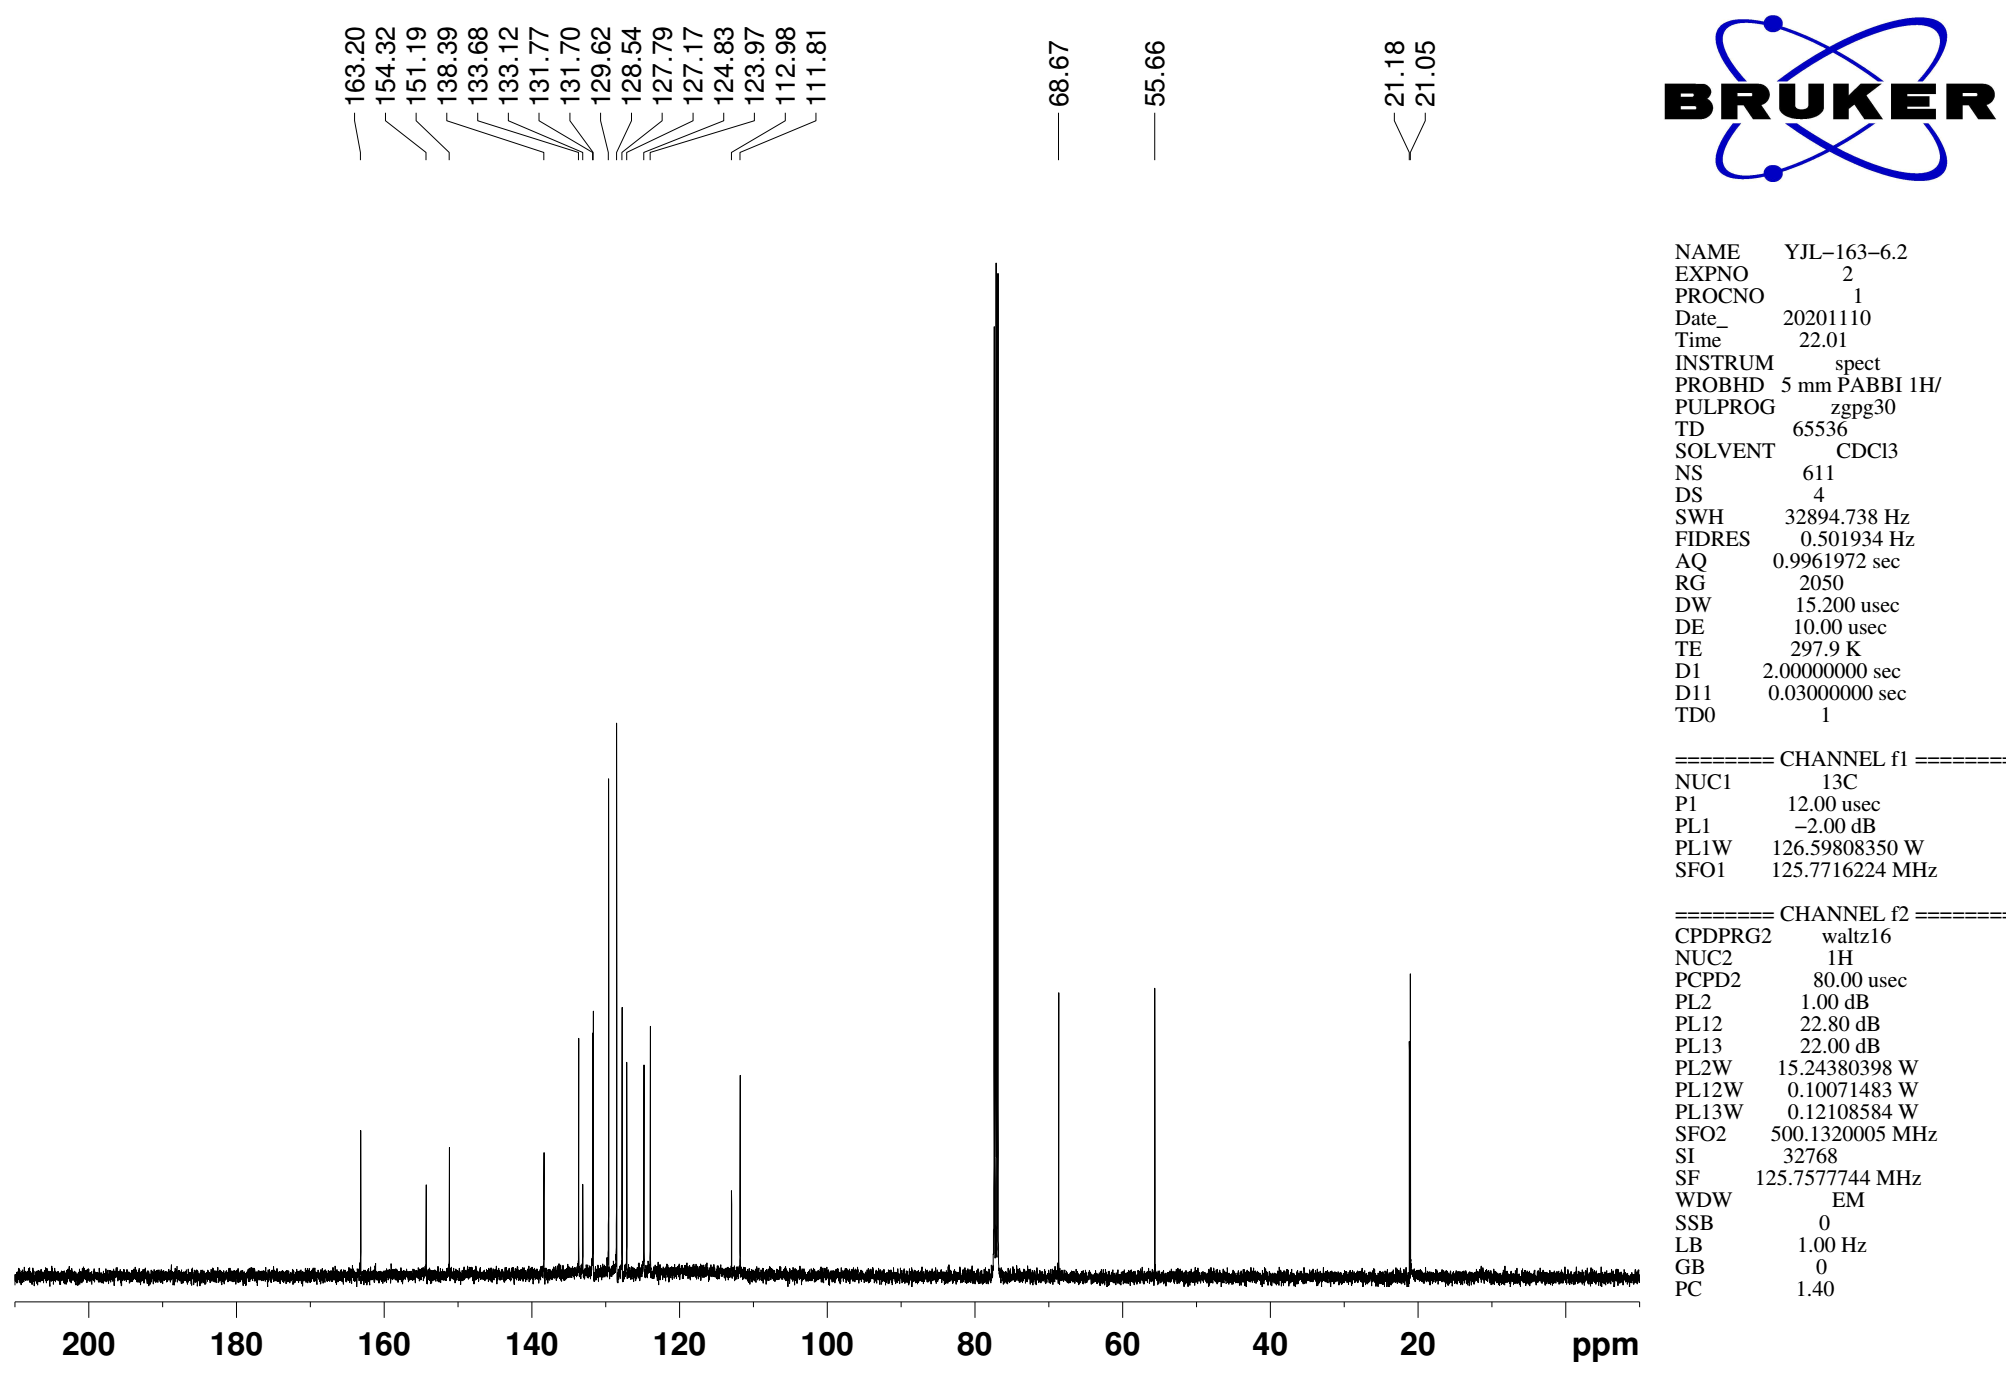 163.20
154.32
151.19
138.39
133.68
133.12
131.77
131.70
129.62
128.54
127.79
127.17
124.83
123.97
112.98
111.81
68.67
55.66
21.18
21.05
BRUKER
NAME YJL-163-6.2
EXPNO 2
PROCNO 1
Date_ 20201110
Time 22.01
INSTRUM spect
PROBHD 5 mm PABBI 1H/
PULPROG zgpg30
TD 65536
SOLVENT CDCl3
NS 611
DS 4
SWH 32894.738 Hz
FIDRES 0.501934 Hz
AQ 0.9961972 sec
RG 2050
DW 15.200 usec
DE 10.00 usec
TE 297.9 K
D1 2.00000000 sec
D11 0.03000000 sec
TD0 1
======== CHANNEL f1 ========
NUC1 13C
P1 12.00 usec
PL1 -2.00 dB
PL1W 126.59808350 W
SFO1 125.7716224 MHz
======== CHANNEL f2 ========
CPDPRG2 waltz16
NUC2 1H
PCPD2 80.00 usec
PL2 1.00 dB
PL12 22.80 dB
PL13 22.00 dB
PL2W 15.24380398 W
PL12W 0.10071483 W
PL13W 0.12108584 W
SFO2 500.1320005 MHz
SI 32768
SF 125.7577744 MHz
WDW EM
SSB 0
LB 1.00 Hz
GB 0
PC 1.40
200 180 160 140 120 100 80 60 40 20 ppm